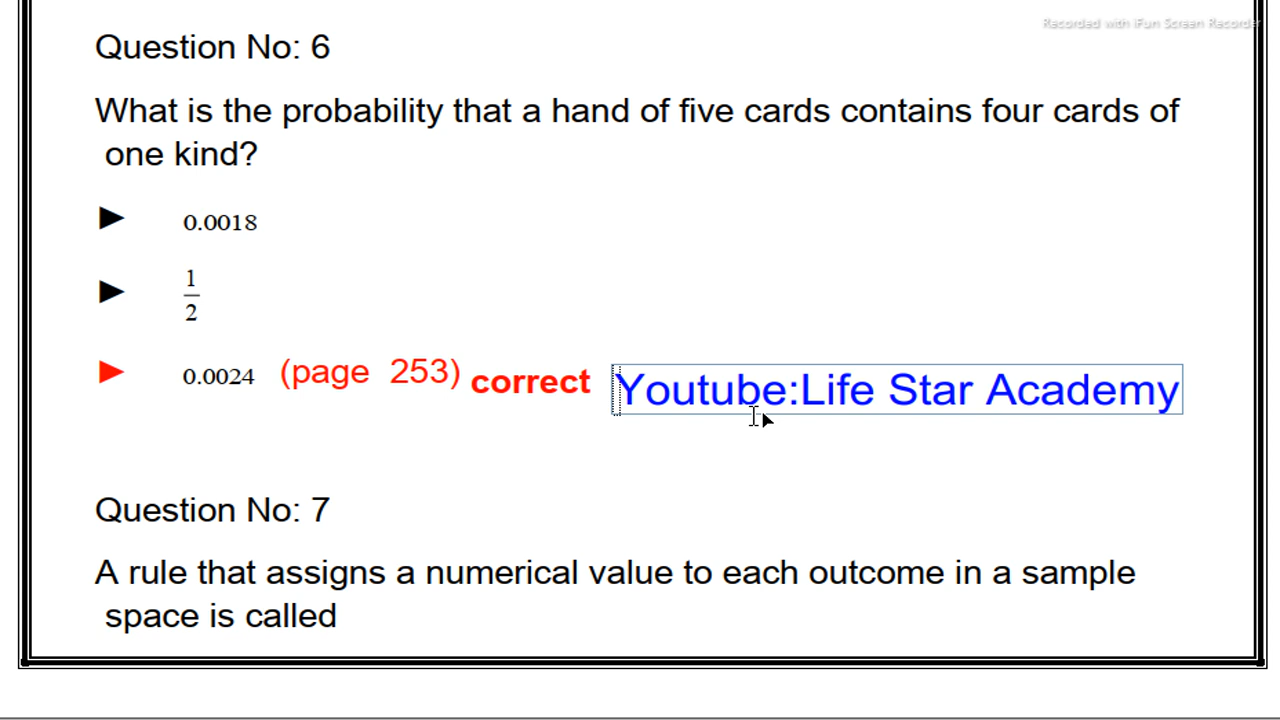 Recorded with iFun Screen Recorder
Question No: 6
What is the probability that a hand of five cards contains four cards of
one kind?
► 0.0018
► 1/2
► 0.0024 (page 253) correct Youtube:Life Star Academy
Question No: 7
A rule that assigns a numerical value to each outcome in a sample
space is called